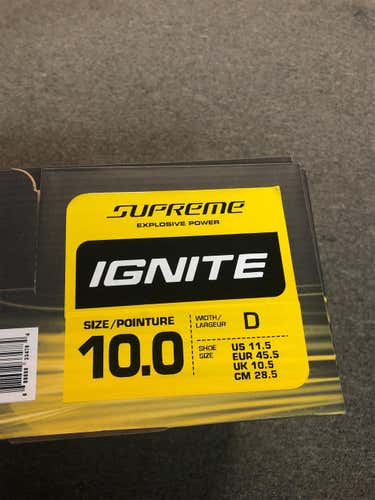 SUPREME
EXPLOSIVE POWER
IGNITE
SIZE/POINTURE
10.0
WIDTH/
LARGEUR
D
SHOE
SIZE
US 11.5
EUR 45.5
UK 10.5
CM 28.5